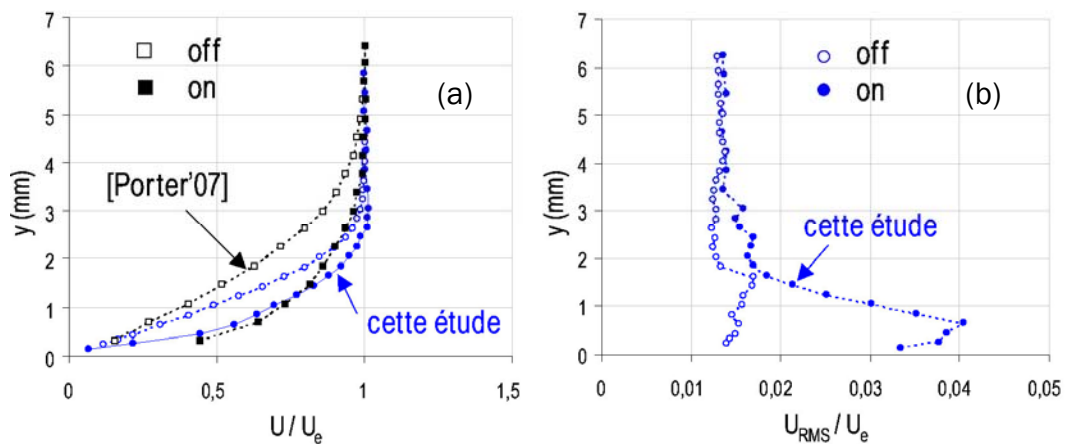 7
6
5
4
3
2
1
0
y (mm)
off
on
(a)
[Porter'07]
cette étude
0
0,5
1
1,5
U / Ue
7
6
5
4
3
2
1
0
y (mm)
off
on
(b)
cette étude
0
0,01
0,02
0,03
0,04
0,05
URMS / Ue